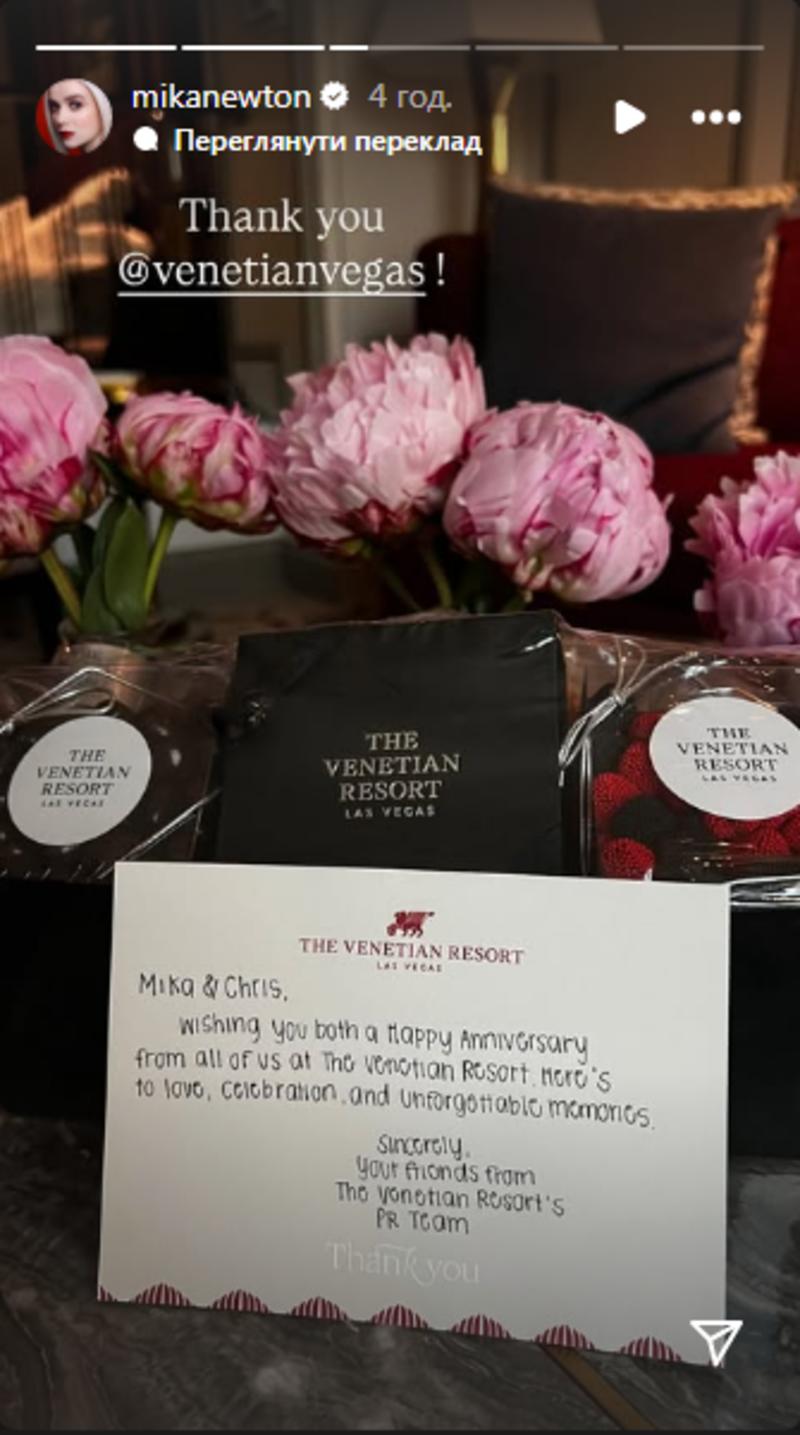 mikanewton 4 год.
Переглянути переклад
Thank you
@venetianvegas !
THE
VENETIAN
RESORT
LAS VEGAS
THE
VENETIAN
RESORT
LAS VEGAS
THE
VENETIAN
RESORT
LAS VEGAS
THE VENETIAN RESORT
LAS VEGAS
Mika & Chris,
Wishing you both a Happy Anniversary
from all of us at The Venetian Resort. Here's
to love, celebration, and unforgettable memories.
Sincerely,
Your friends from
The Venetian Resort's
PR Team
Thank you